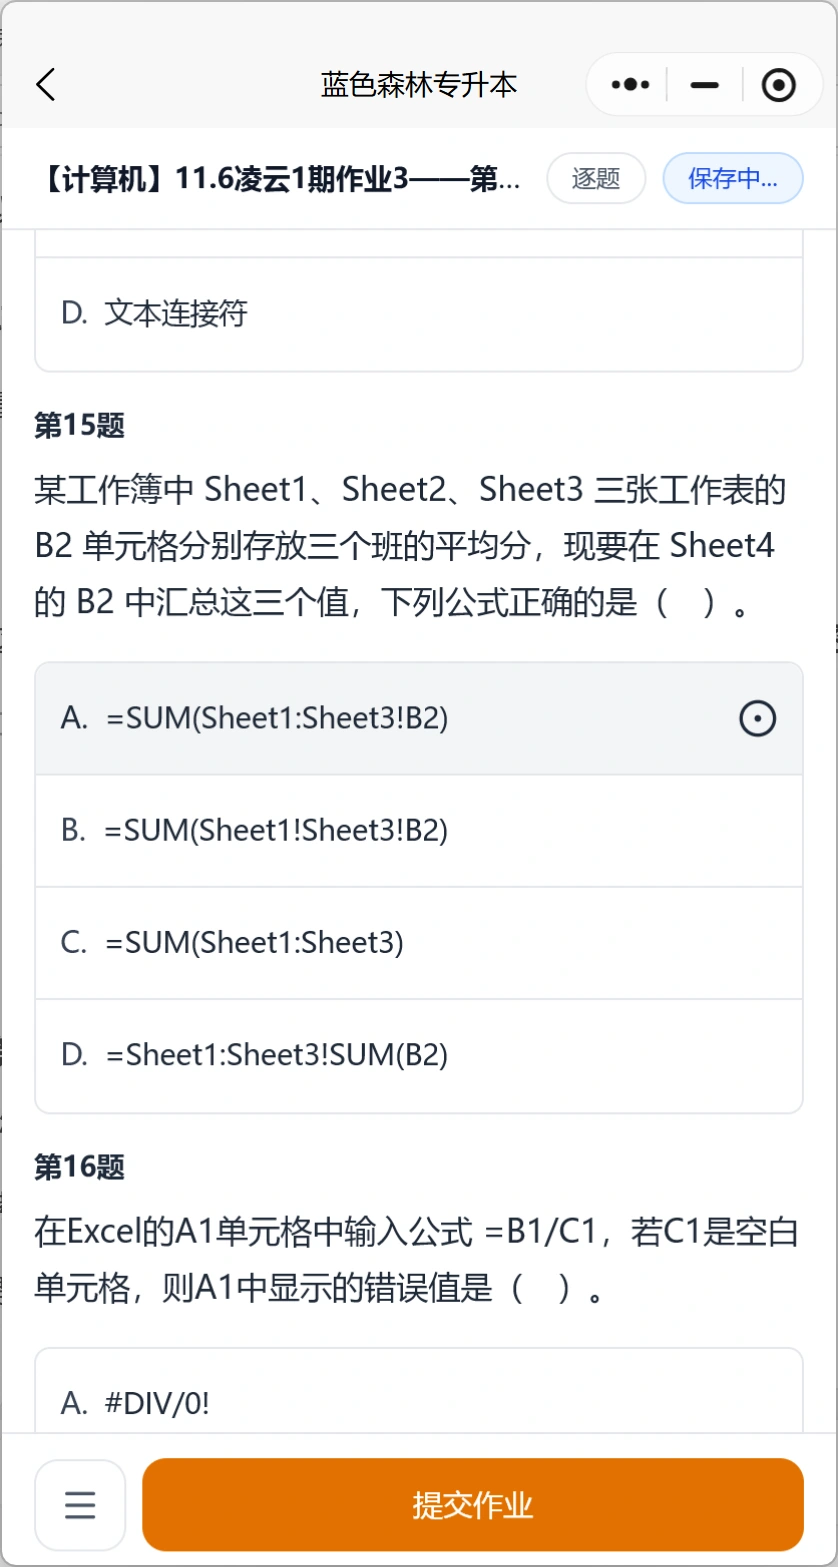 蓝色森林专升本
【计算机】11.6凌云1期作业3——第...
逐题
保存中...
D. 文本连接符
第15题
某工作簿中 Sheet1、Sheet2、Sheet3 三张工作表的
B2 单元格分别存放三个班的平均分，现要在 Sheet4
的 B2 中汇总这三个值，下列公式正确的是（　）。
A. =SUM(Sheet1:Sheet3!B2)
B. =SUM(Sheet1!Sheet3!B2)
C. =SUM(Sheet1:Sheet3)
D. =Sheet1:Sheet3!SUM(B2)
第16题
在Excel的A1单元格中输入公式 =B1/C1，若C1是空白
单元格，则A1中显示的错误值是（　）。
A. #DIV/0!
提交作业